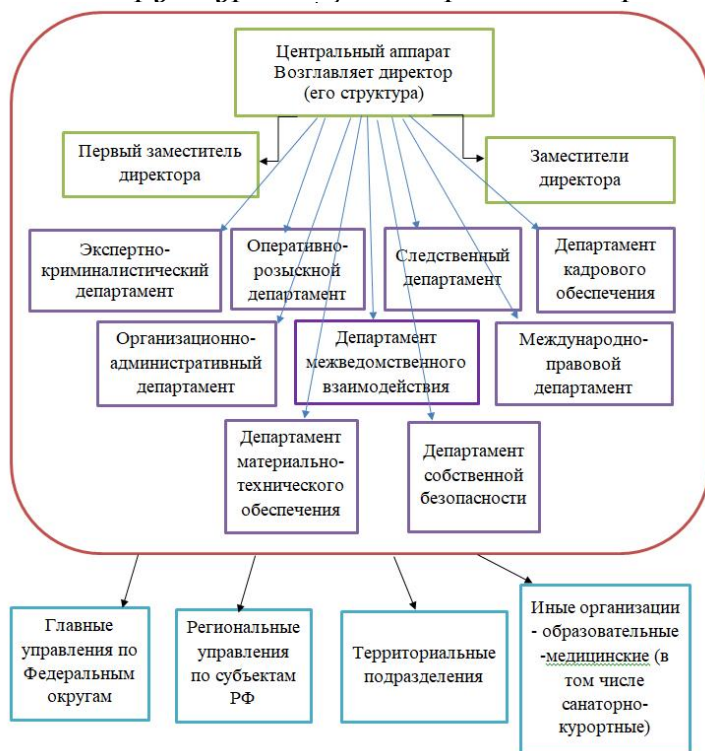 Центральный аппарат
Возглавляет директор
(его структура)
Первый заместитель
директора
Заместители
директора
Экспертно-
криминалистический
департамент
Оперативно-
розыскной
департамент
Следственный
департамент
Департамент
кадрового
обеспечения
Организационно-
административный
департамент
Департамент
межведомственного
взаимодействия
Международно-
правовой
департамент
Департамент
материально-
технического
обеспечения
Департамент
собственной
безопасности
Главные
управления по
Федеральным
округам
Региональные
управления
по субъектам
РФ
Территориальные
подразделения
Иные организации
- образовательные
-медицинские (в
том числе
санаторно-
курортные)